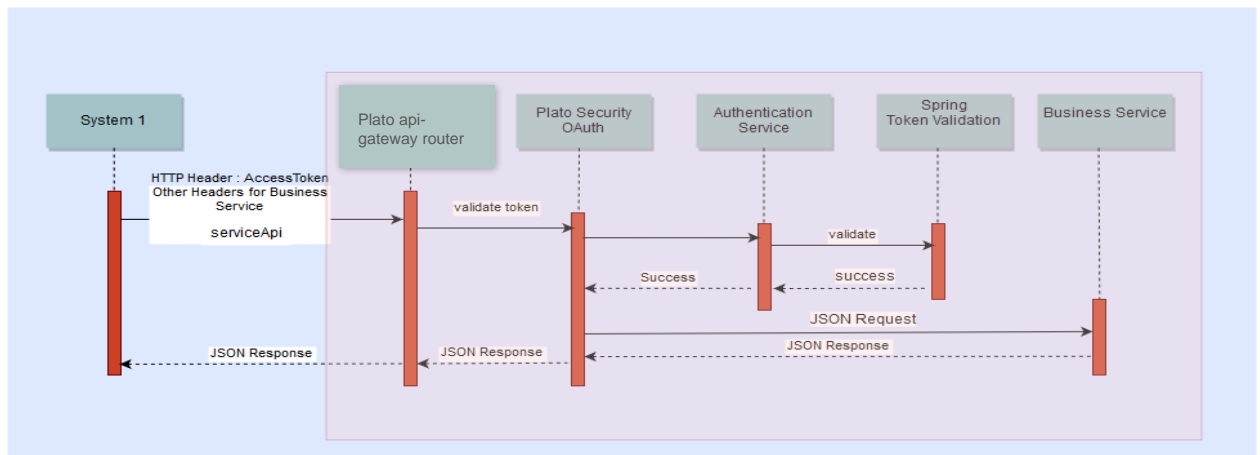 System 1
Plato api-
gateway router
Plato Security
OAuth
Authentication
Service
Spring
Token Validation
Business Service
HTTP Header : AccessToken
Other Headers for Business
Service
serviceApi
validate token
validate
Success
success
JSON Request
JSON Response
JSON Response
JSON Response